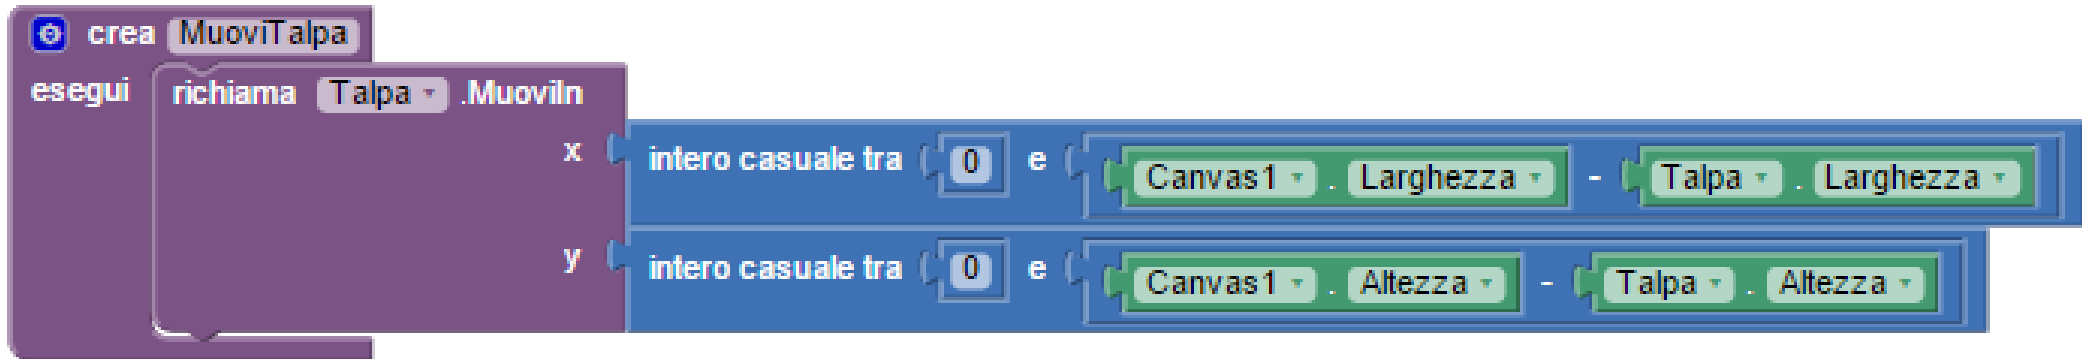 crea MuoviTalpa
esegui richiama Talpa .MuoviIn
x intero casuale tra 0 e Canvas1 . Larghezza - Talpa . Larghezza
y intero casuale tra 0 e Canvas1 . Altezza - Talpa . Altezza